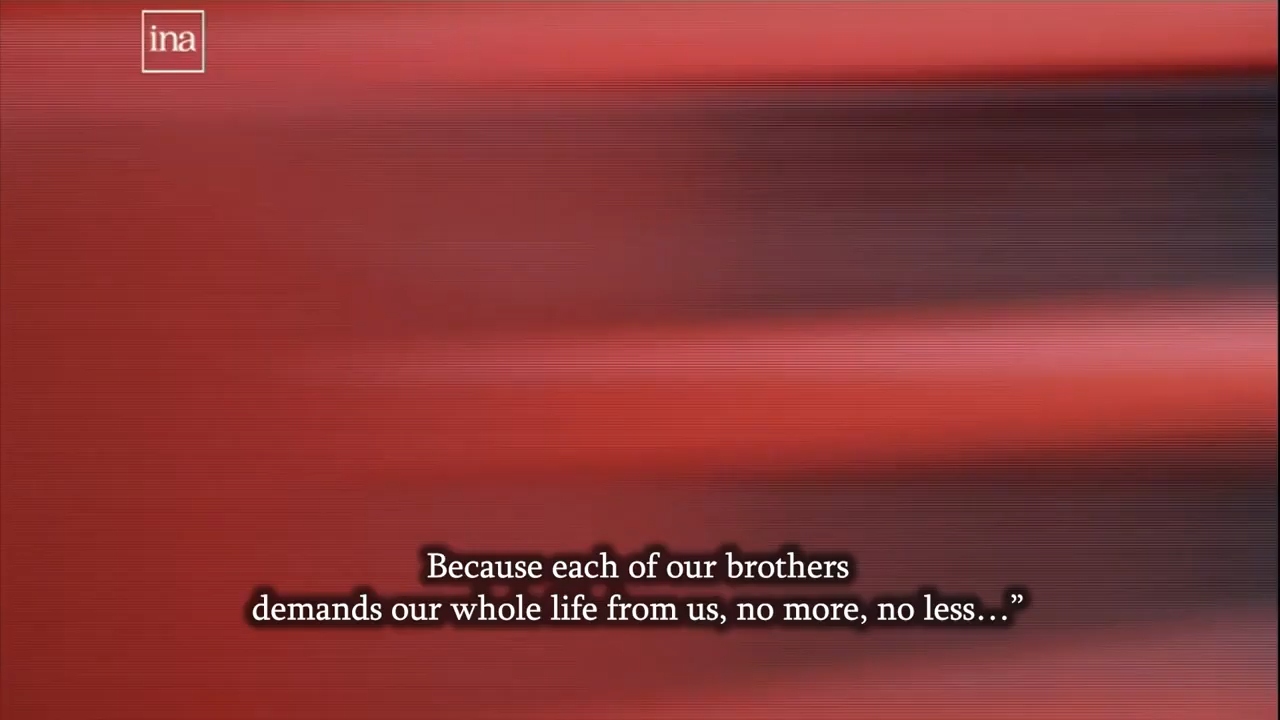 ina
Because each of our brothers
demands our whole life from us, no more, no less…”